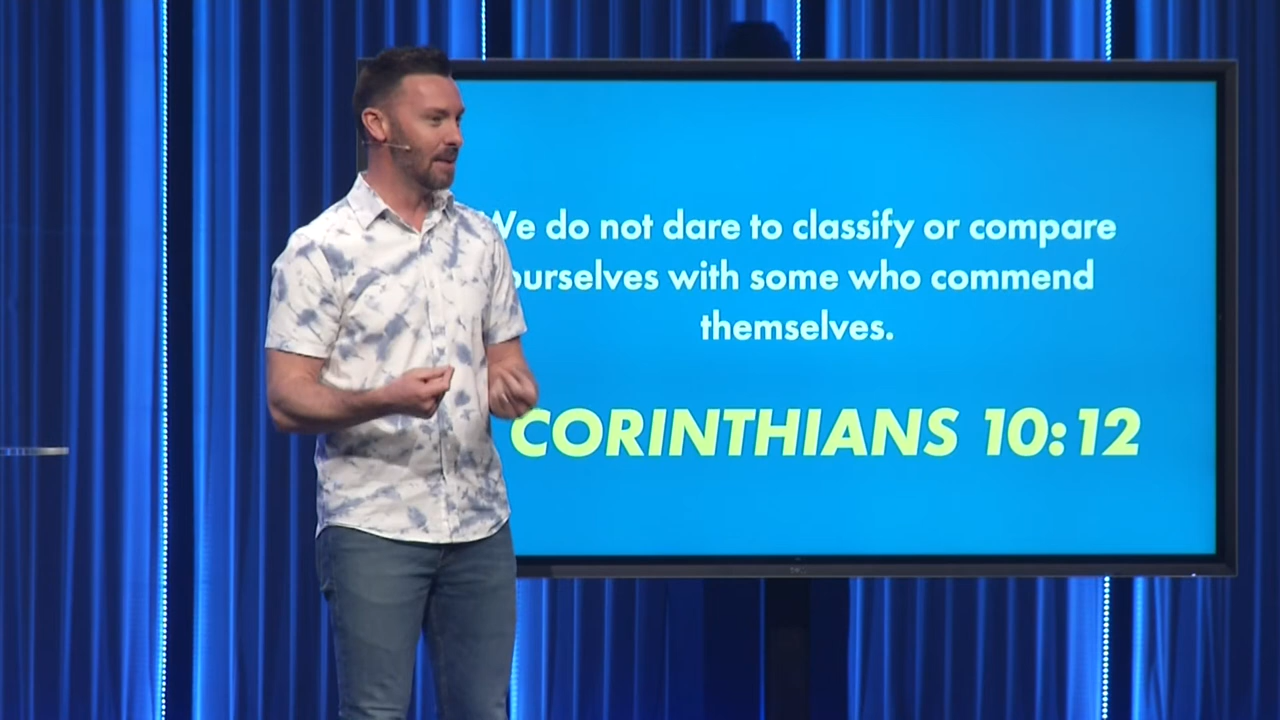 We do not dare to classify or compare
ourselves with some who commend
themselves.
CORINTHIANS 10:12